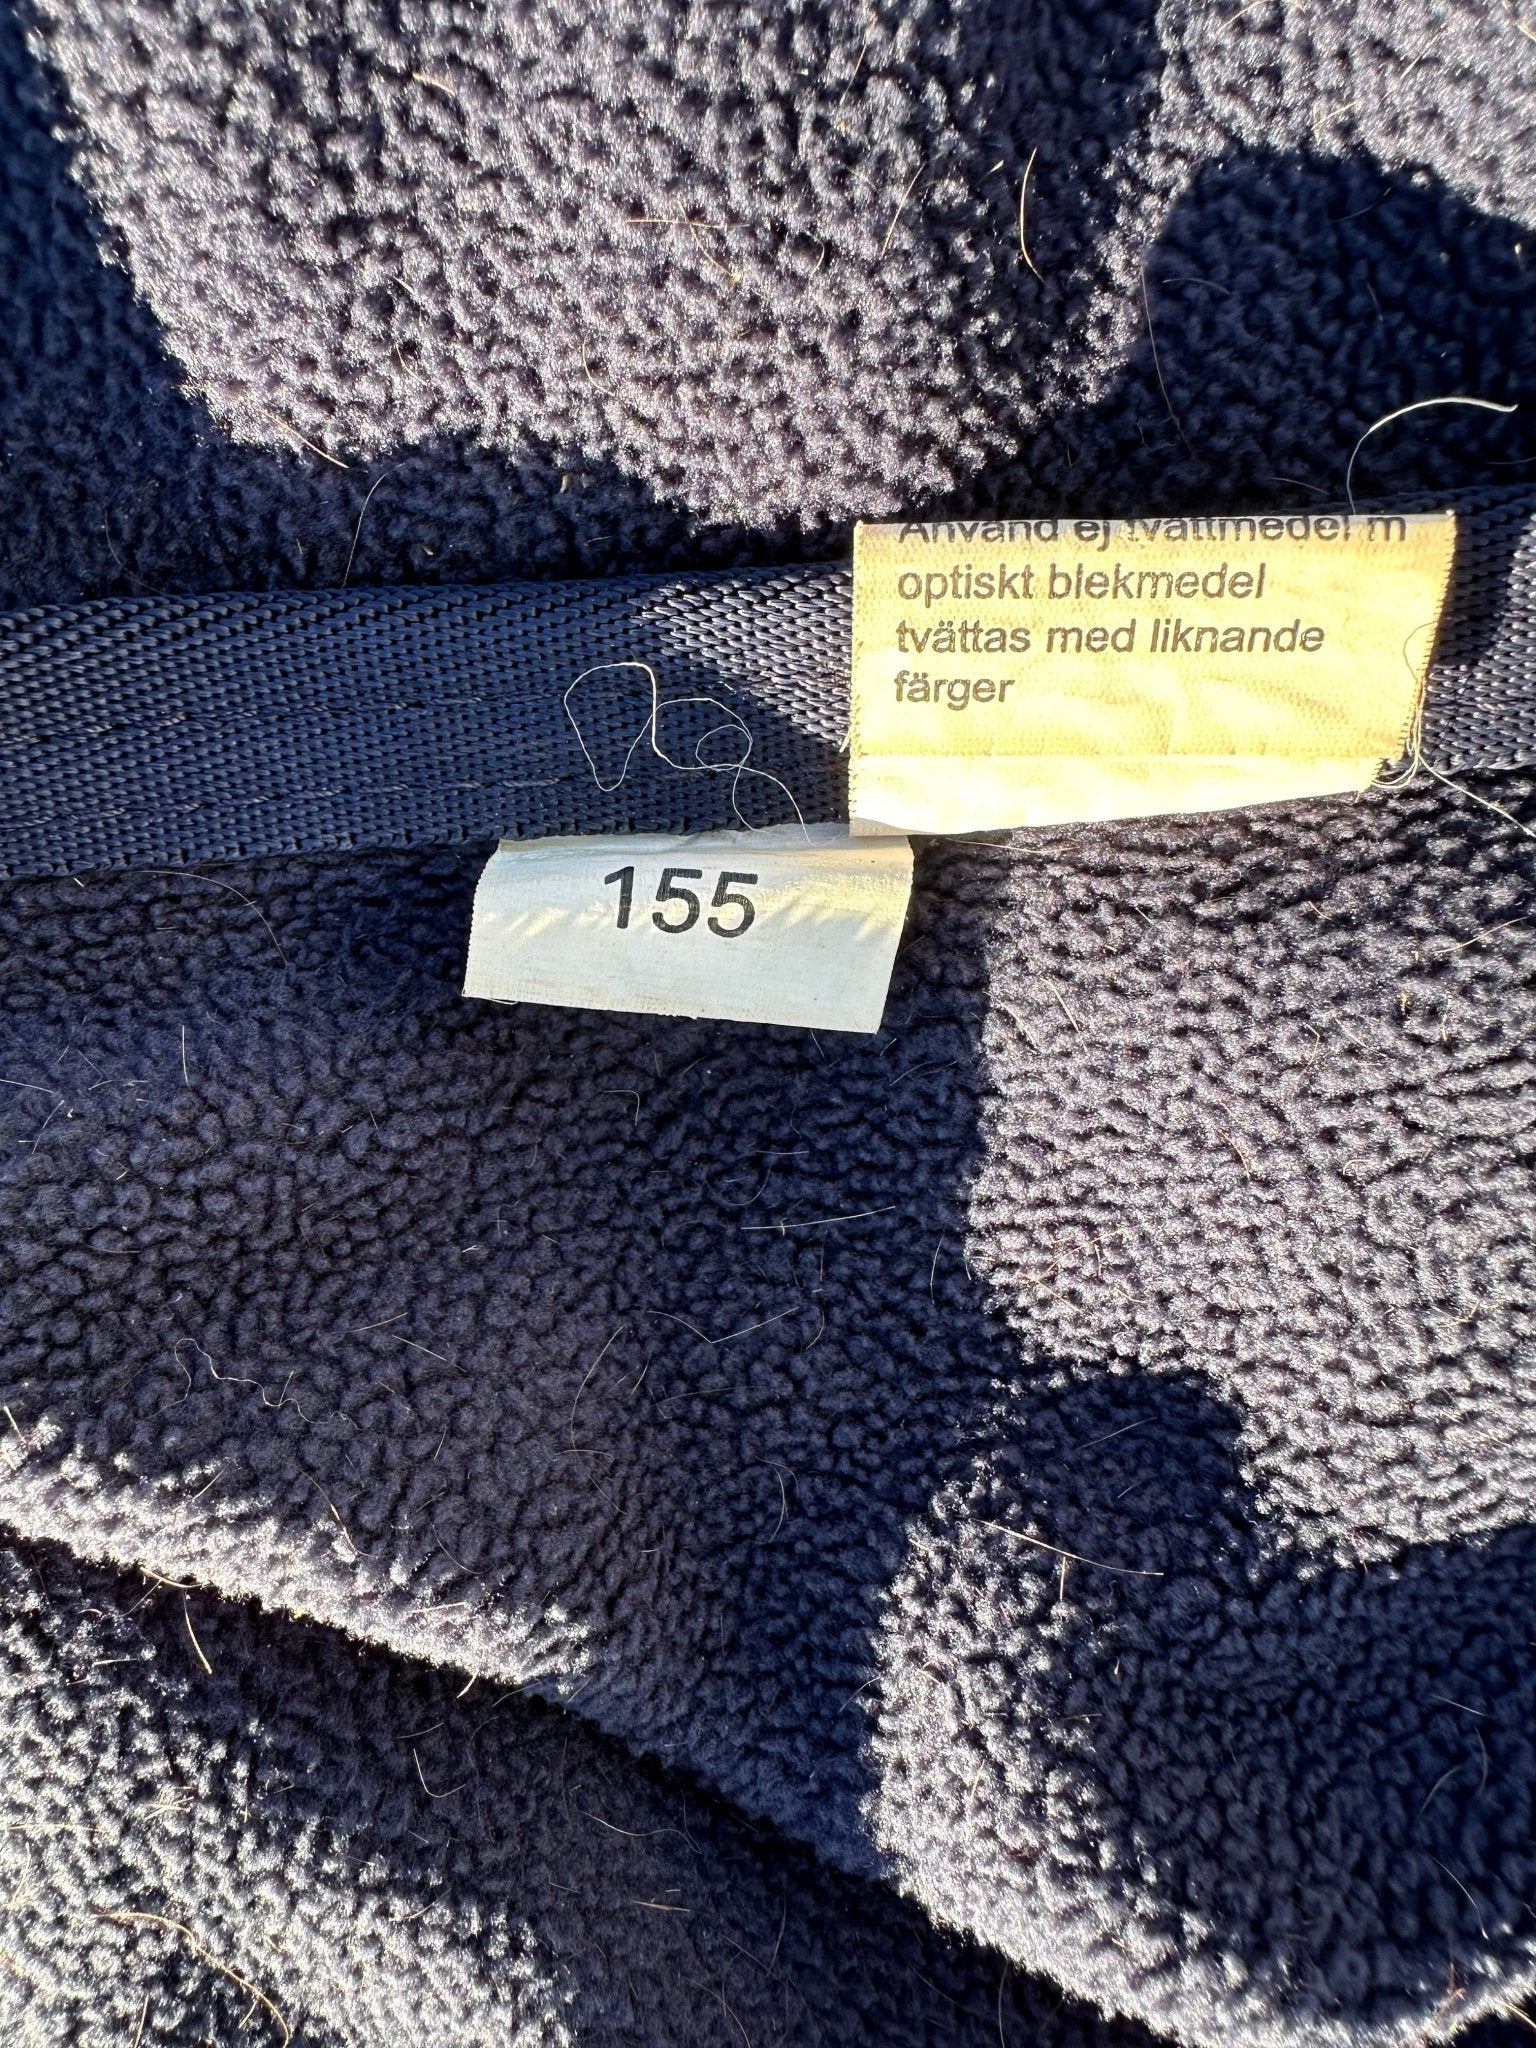 Använd ej tvättmedel m
optiskt blekmedel
tvättas med liknande
färger
155